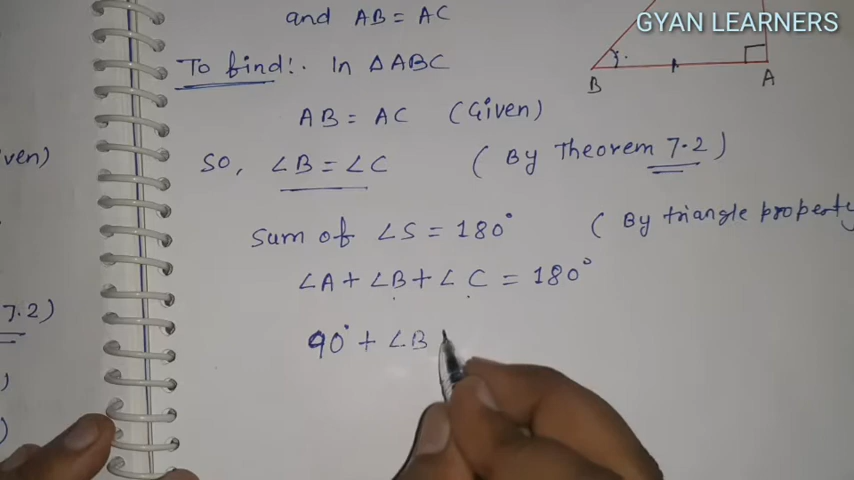 and AB = AC
GYAN LEARNERS
To find:. In △ABC
B
A
AB = AC (Given)
ven)
So, ∠B = ∠C (By Theorem 7.2)
Sum of ∠S = 180° (By triangle property
∠A + ∠B + ∠C = 180°
7.2)
90° + ∠B